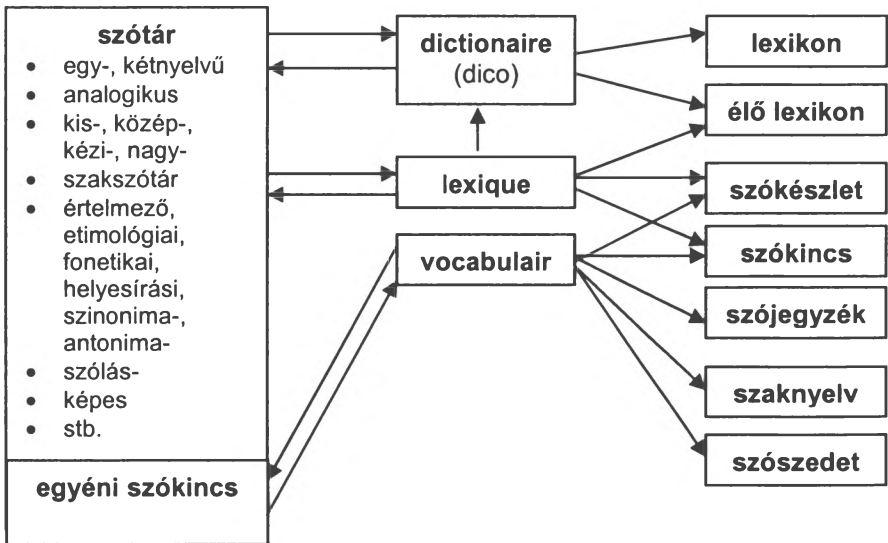 szótár
• egy-, kétnyelvű
• analogikus
• kis-, közép-,
kézi-, nagy-
• szakszótár
• értelmező,
etimológiai,
fonetikai,
helyesírási,
szinonima-,
antonima-
• szólás-
• képes
• stb.
egyéni szókincs
dictionaire
(dico)
lexique
vocabulair
lexikon
élő lexikon
szókészlet
szókincs
szójegyzék
szaknyelv
szószedet